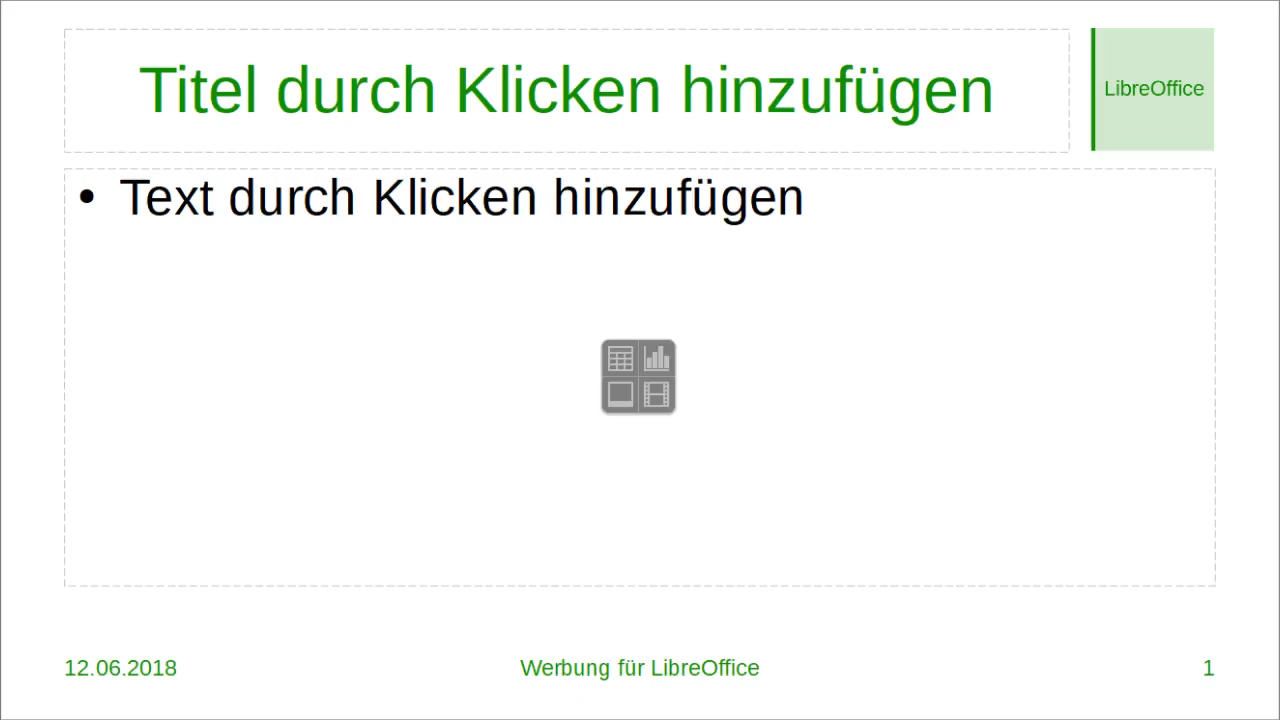 Titel durch Klicken hinzufügen
LibreOffice
• Text durch Klicken hinzufügen
12.06.2018
Werbung für LibreOffice
1